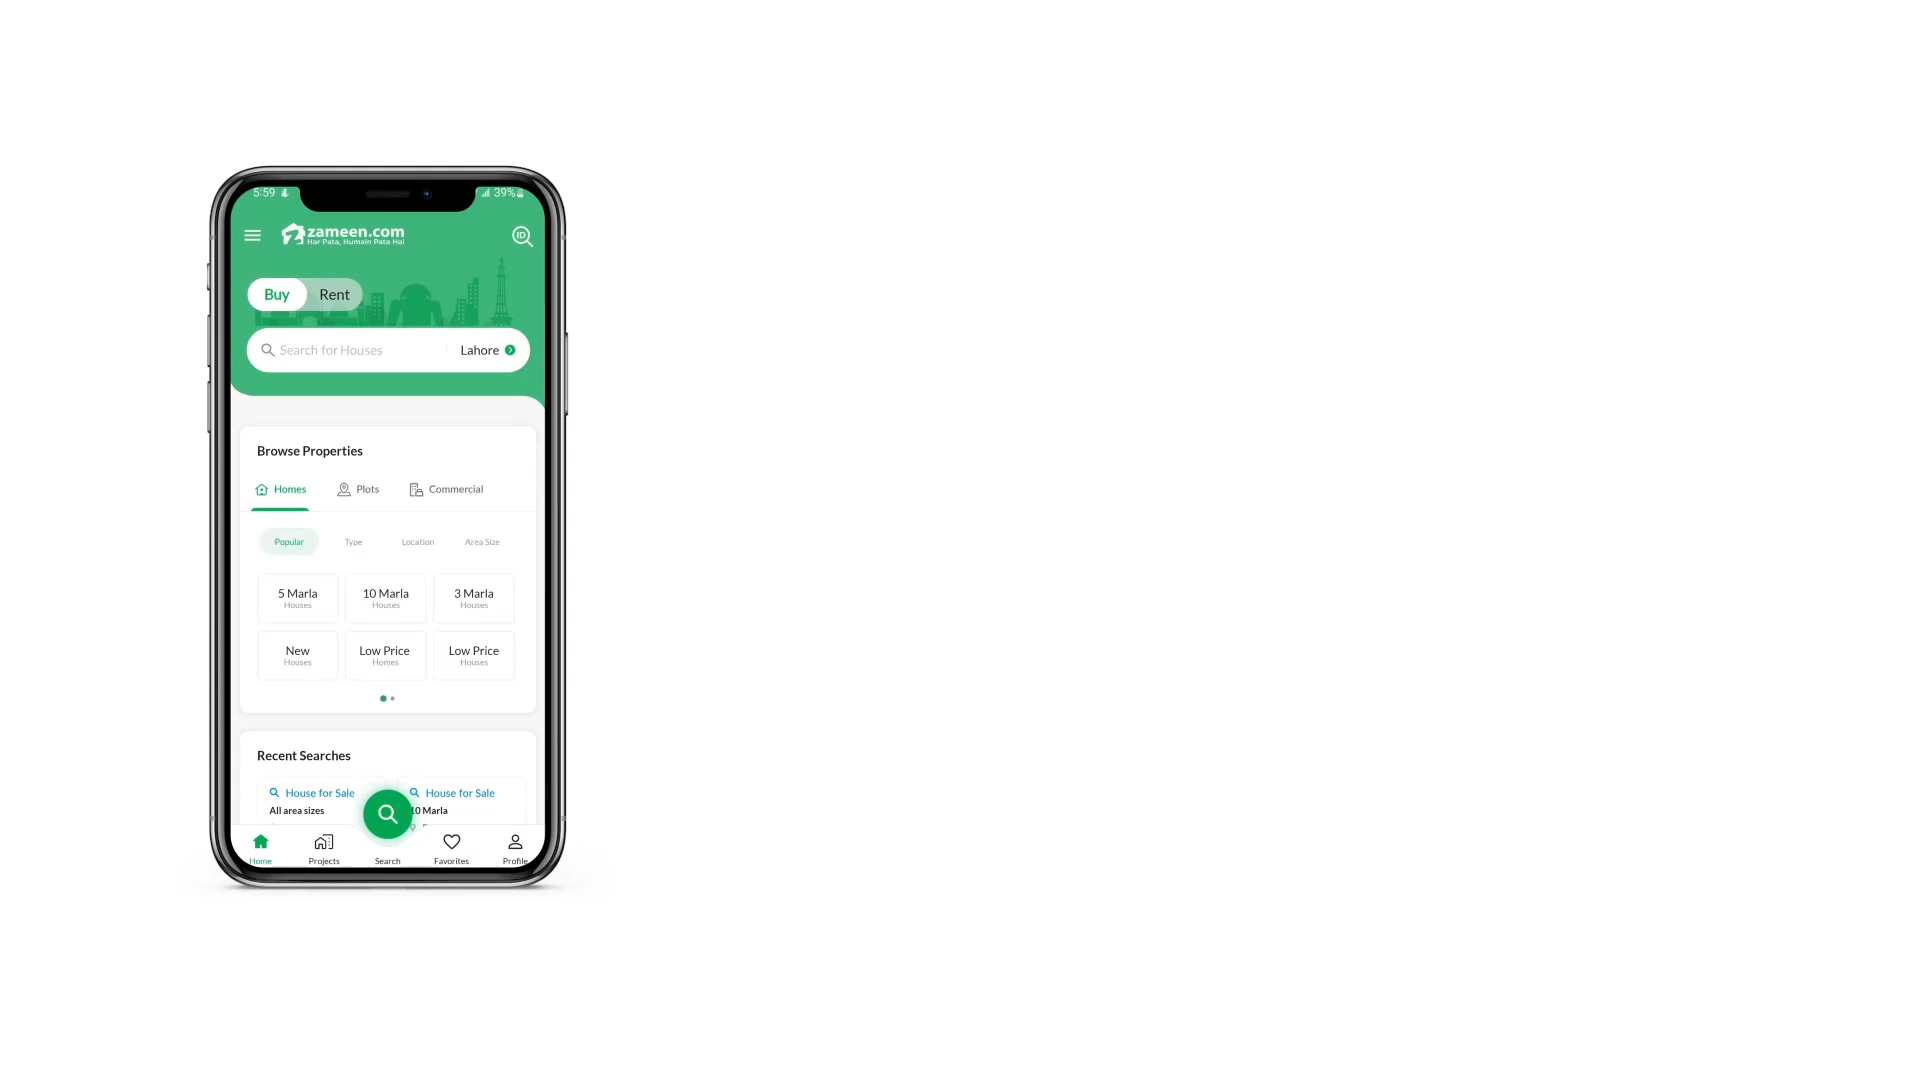 5:59 39%
zameen.com
Har Pata, Humain Pata Hai
ID
Buy Rent
Search for Houses Lahore
Browse Properties
Homes Plots Commercial
Popular Type Location Area Size
5 Marla 10 Marla 3 Marla
Houses Houses Houses
New Low Price Low Price
Houses Homes Houses
Recent Searches
House for Sale House for Sale
All area sizes 10 Marla
Home Projects Search Favorites Profile